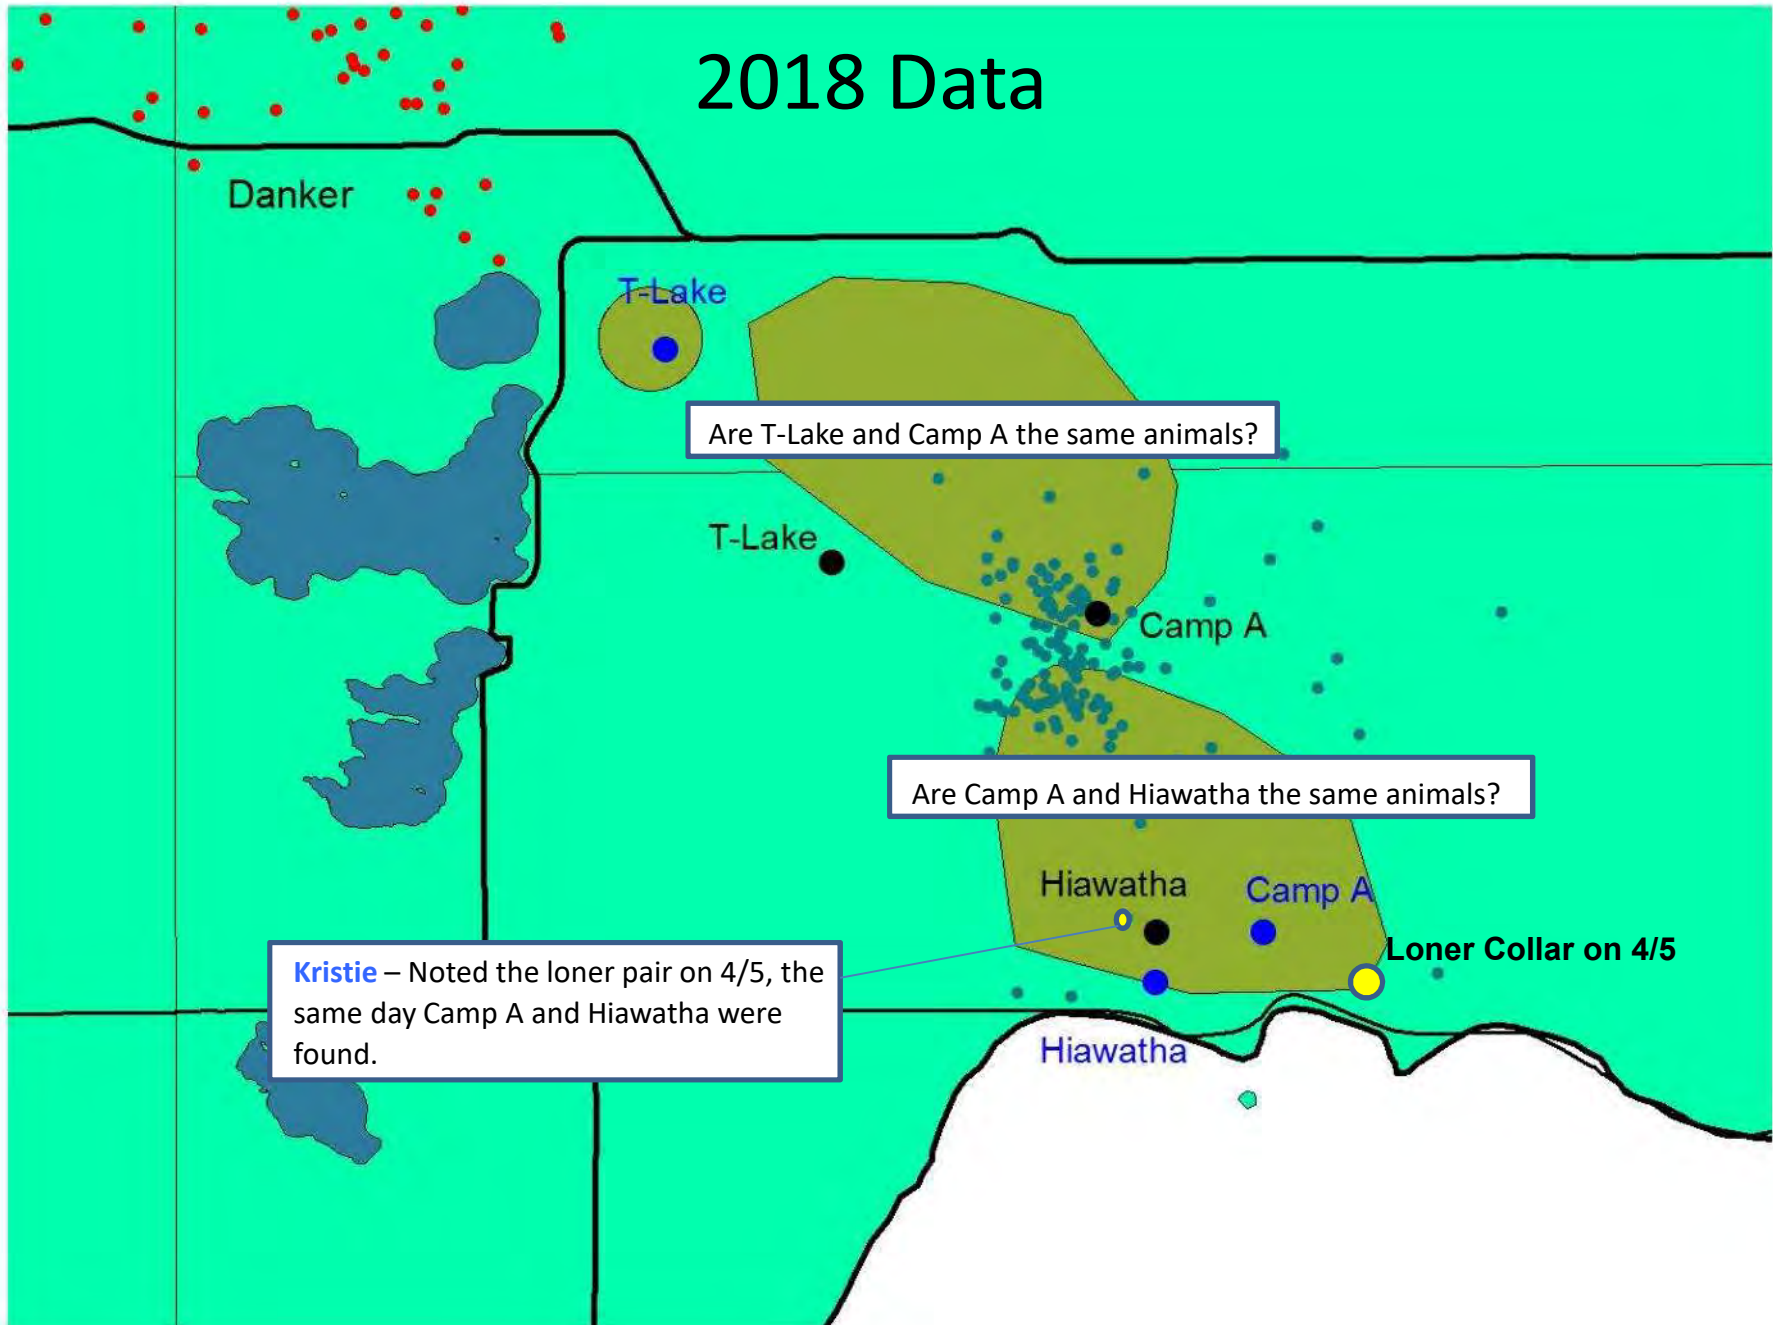 2018 Data
Danker
T-Lake
Are T-Lake and Camp A the same animals?
T-Lake
Camp A
Are Camp A and Hiawatha the same animals?
Hiawatha
Camp A
Loner Collar on 4/5
Kristie – Noted the loner pair on 4/5, the
same day Camp A and Hiawatha were
found.
Hiawatha